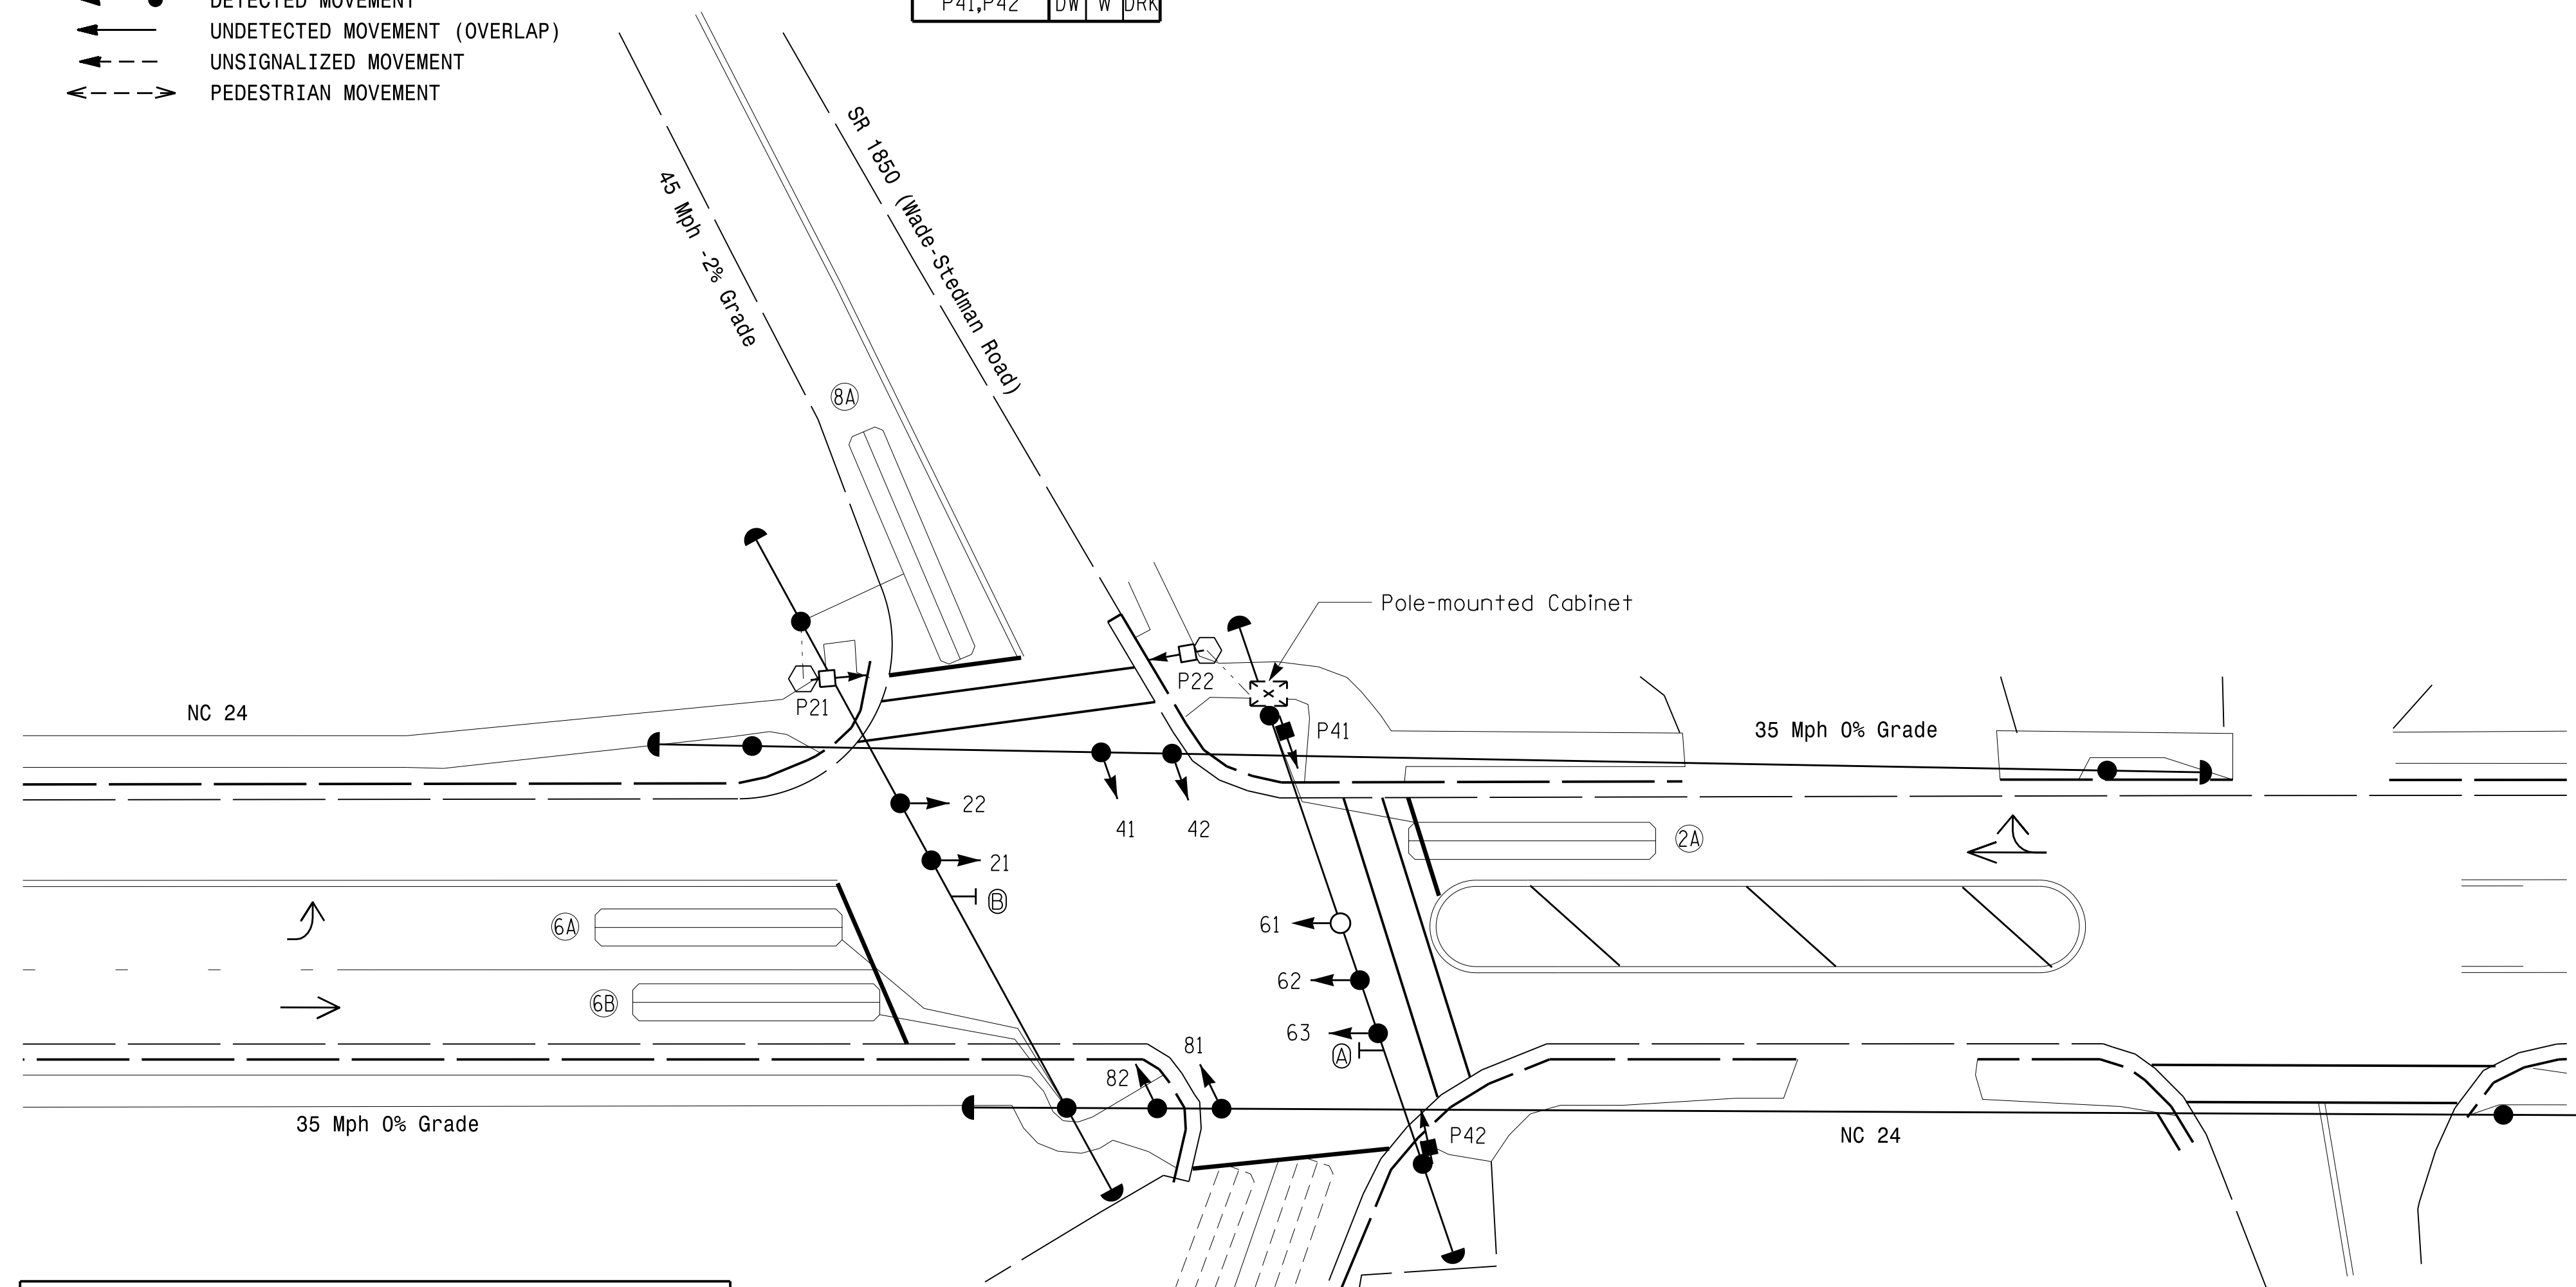 DETECTED MOVEMENT
UNDETECTED MOVEMENT (OVERLAP)
UNSIGNALIZED MOVEMENT
PEDESTRIAN MOVEMENT
P41,P42 DW W DRK
SR 1850 (Wade-Stedman Road)
45 Mph -2% Grade
8A
Pole-mounted Cabinet
P22
P21
NC 24
P41
35 Mph 0% Grade
22
41
42
2A
21
B
6A
61
62
6B
63
81
A
82
35 Mph 0% Grade
P42
NC 24